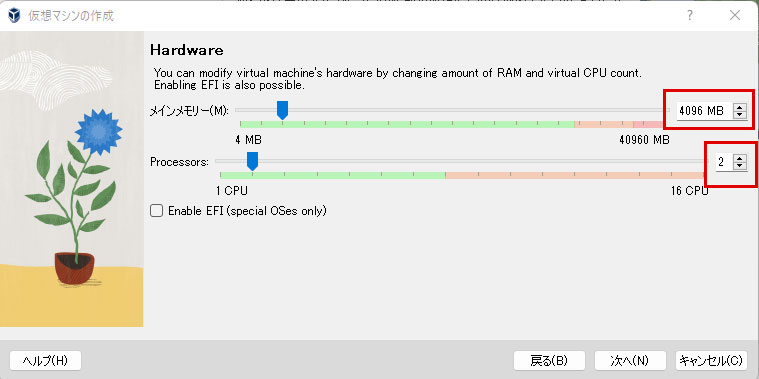 仮想マシンの作成
Hardware
You can modify virtual machine's hardware by changing amount of RAM and virtual CPU count.
Enabling EFI is also possible.
メインメモリー(M):
4096 MB
4 MB
40960 MB
Processors:
2
1 CPU
16 CPU
Enable EFI (special OSes only)
ヘルプ(H)
戻る(B)
次へ(N)
キャンセル(C)